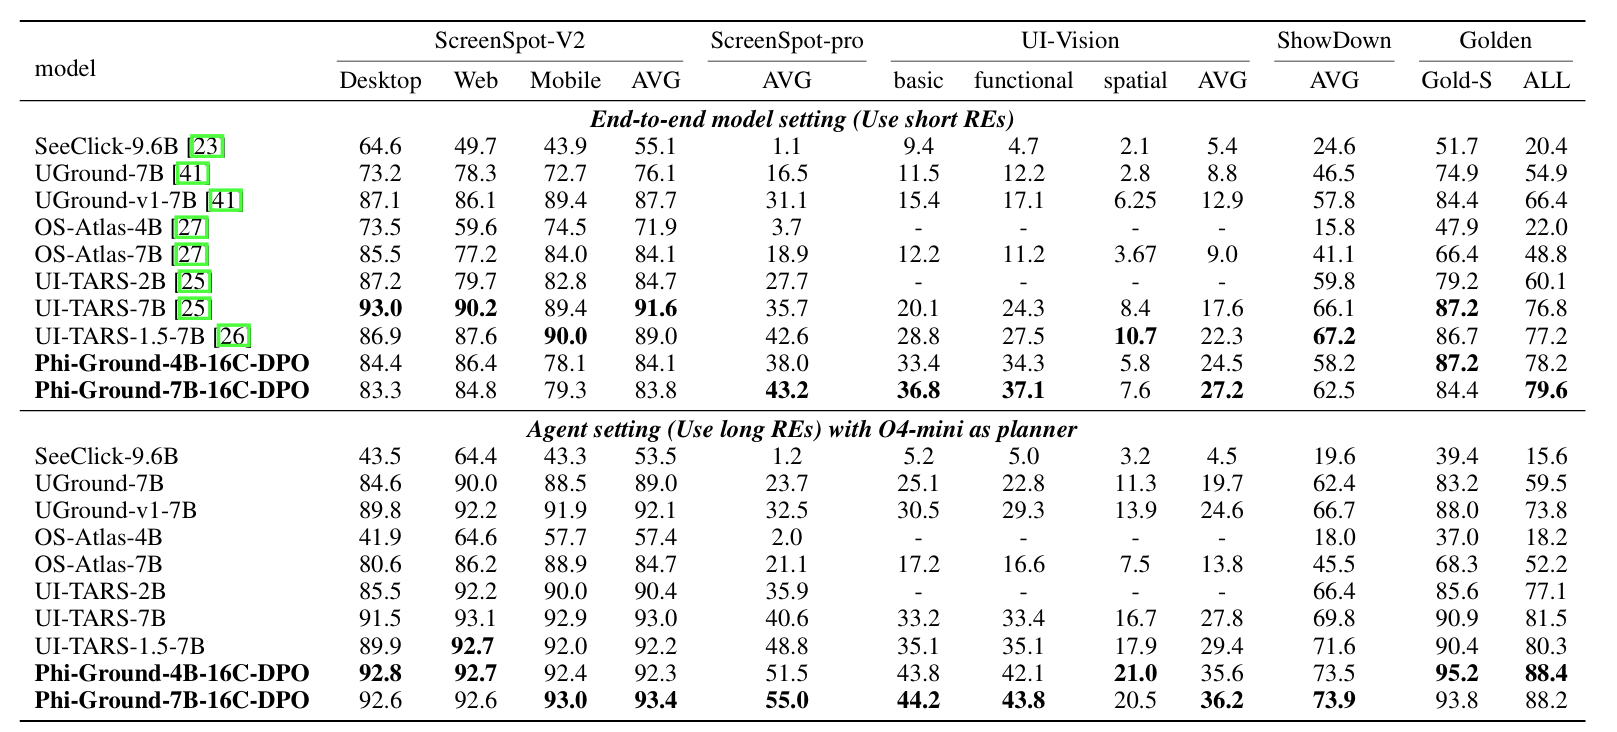 model ScreenSpot-V2 ScreenSpot-pro UI-Vision ShowDown Golden
Desktop Web Mobile AVG AVG basic functional spatial AVG AVG Gold-S ALL
End-to-end model setting (Use short REs)
SeeClick-9.6B [23] 64.6 49.7 43.9 55.1 1.1 9.4 4.7 2.1 5.4 24.6 51.7 20.4
UGround-7B [41] 73.2 78.3 72.7 76.1 16.5 11.5 12.2 2.8 8.8 46.5 74.9 54.9
UGround-v1-7B [41] 87.1 86.1 89.4 87.7 31.1 15.4 17.1 6.25 12.9 57.8 84.4 66.4
OS-Atlas-4B [27] 73.5 59.6 74.5 71.9 3.7 - - - - 15.8 47.9 22.0
OS-Atlas-7B [27] 85.5 77.2 84.0 84.1 18.9 12.2 11.2 3.67 9.0 41.1 66.4 48.8
UI-TARS-2B [25] 87.2 79.7 82.8 84.7 27.7 - - - - 59.8 79.2 60.1
UI-TARS-7B [25] 93.0 90.2 89.4 91.6 35.7 20.1 24.3 8.4 17.6 66.1 87.2 76.8
UI-TARS-1.5-7B [26] 86.9 87.6 90.0 89.0 42.6 28.8 27.5 10.7 22.3 67.2 86.7 77.2
Phi-Ground-4B-16C-DPO 84.4 86.4 78.1 84.1 38.0 33.4 34.3 5.8 24.5 58.2 87.2 78.2
Phi-Ground-7B-16C-DPO 83.3 84.8 79.3 83.8 43.2 36.8 37.1 7.6 27.2 62.5 84.4 79.6
Agent setting (Use long REs) with O4-mini as planner
SeeClick-9.6B 43.5 64.4 43.3 53.5 1.2 5.2 5.0 3.2 4.5 19.6 39.4 15.6
UGround-7B 84.6 90.0 88.5 89.0 23.7 25.1 22.8 11.3 19.7 62.4 83.2 59.5
UGround-v1-7B 89.8 92.2 91.9 92.1 32.5 30.5 29.3 13.9 24.6 66.7 88.0 73.8
OS-Atlas-4B 41.9 64.6 57.7 57.4 2.0 - - - - 18.0 37.0 18.2
OS-Atlas-7B 80.6 86.2 88.9 84.7 21.1 17.2 16.6 7.5 13.8 45.5 68.3 52.2
UI-TARS-2B 85.5 92.2 90.0 90.4 35.9 - - - - 66.4 85.6 77.1
UI-TARS-7B 91.5 93.1 92.9 93.0 40.6 33.2 33.4 16.7 27.8 69.8 90.9 81.5
UI-TARS-1.5-7B 89.9 92.7 92.0 92.2 48.8 35.1 35.1 17.9 29.4 71.6 90.4 80.3
Phi-Ground-4B-16C-DPO 92.8 92.7 92.4 92.3 51.5 43.8 42.1 21.0 35.6 73.5 95.2 88.4
Phi-Ground-7B-16C-DPO 92.6 92.6 93.0 93.4 55.0 44.2 43.8 20.5 36.2 73.9 93.8 88.2